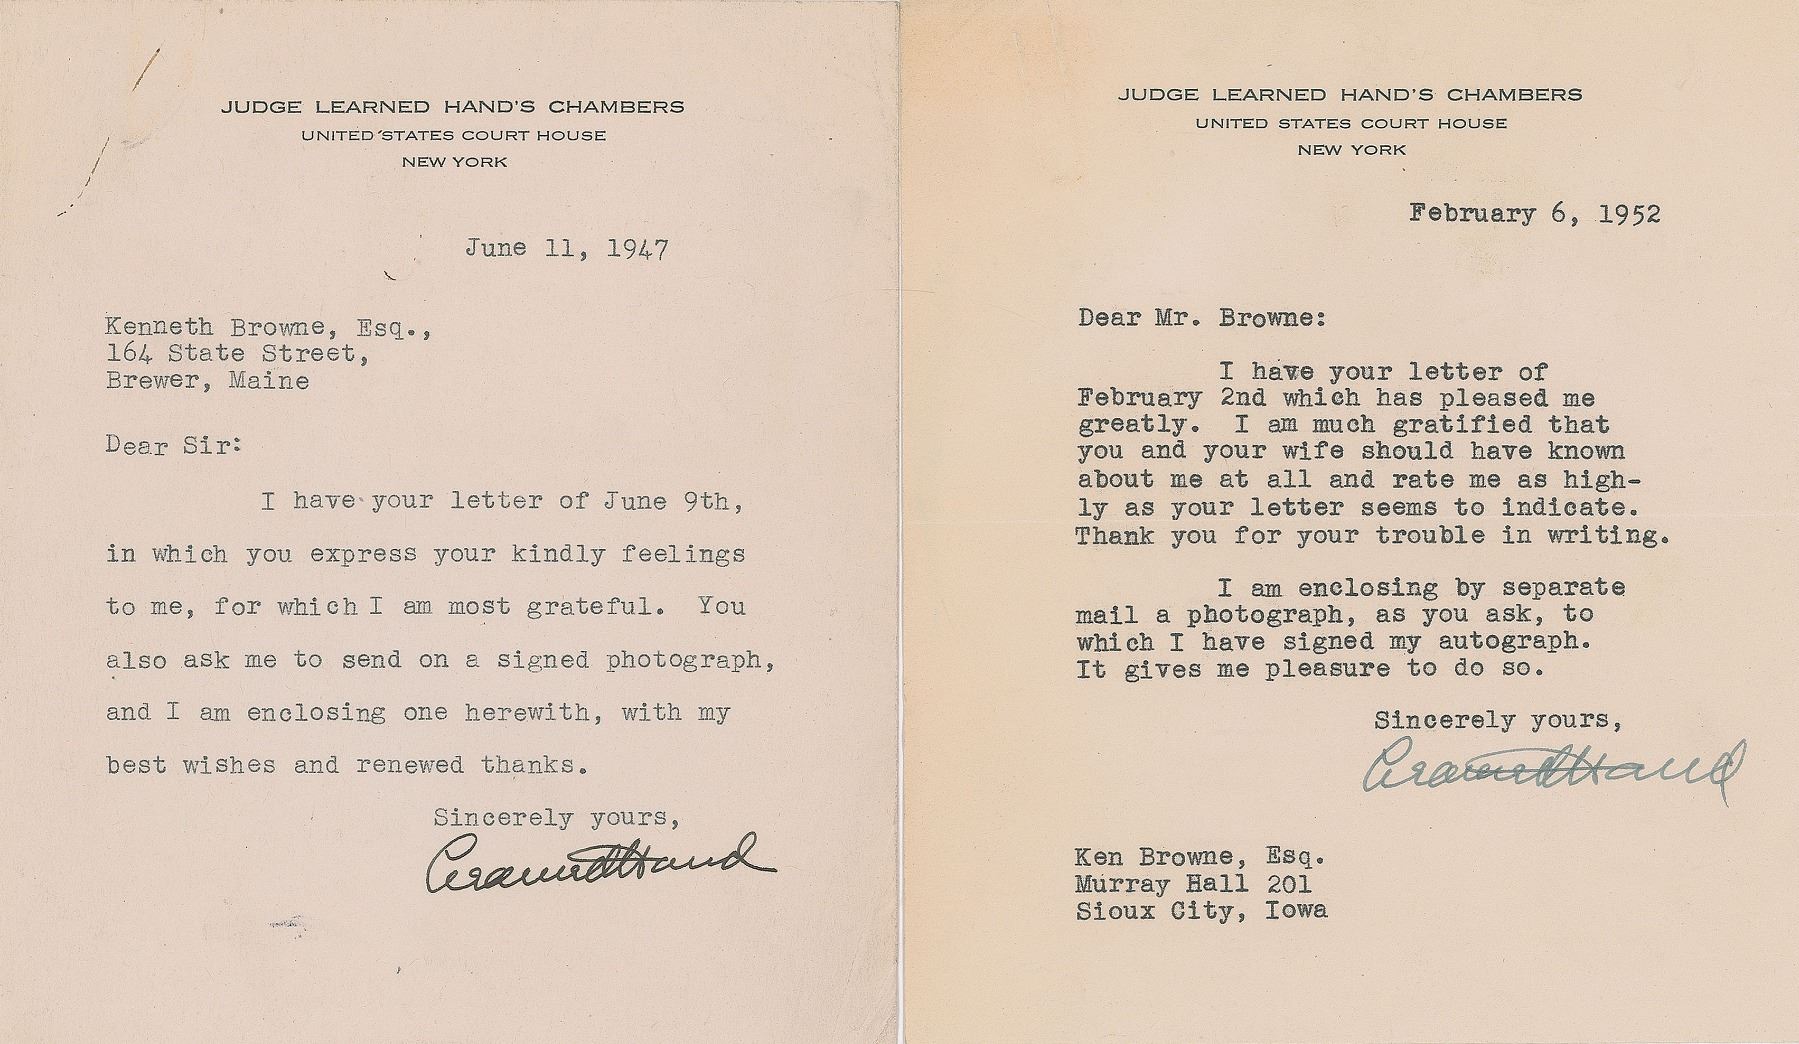 JUDGE LEARNED HAND'S CHAMBERS
UNITED STATES COURT HOUSE
NEW YORK
June 11, 1947
Kenneth Browne, Esq.,
164 State Street,
Brewer, Maine
Dear Sir:
I have your letter of June 9th,
in which you express your kindly feelings
to me, for which I am most grateful. You
also ask me to send on a signed photograph,
and I am enclosing one herewith, with my
best wishes and renewed thanks.
Sincerely yours,
Learned Hand
JUDGE LEARNED HAND'S CHAMBERS
UNITED STATES COURT HOUSE
NEW YORK
February 6, 1952
Dear Mr. Browne:
I have your letter of
February 2nd which has pleased me
greatly. I am much gratified that
you and your wife should have known
about me at all and rate me as high-
ly as your letter seems to indicate.
Thank you for your trouble in writing.
I am enclosing by separate
mail a photograph, as you ask, to
which I have signed my autograph.
It gives me pleasure to do so.
Sincerely yours,
Learned Hand
Ken Browne, Esq.
Murray Hall 201
Sioux City, Iowa